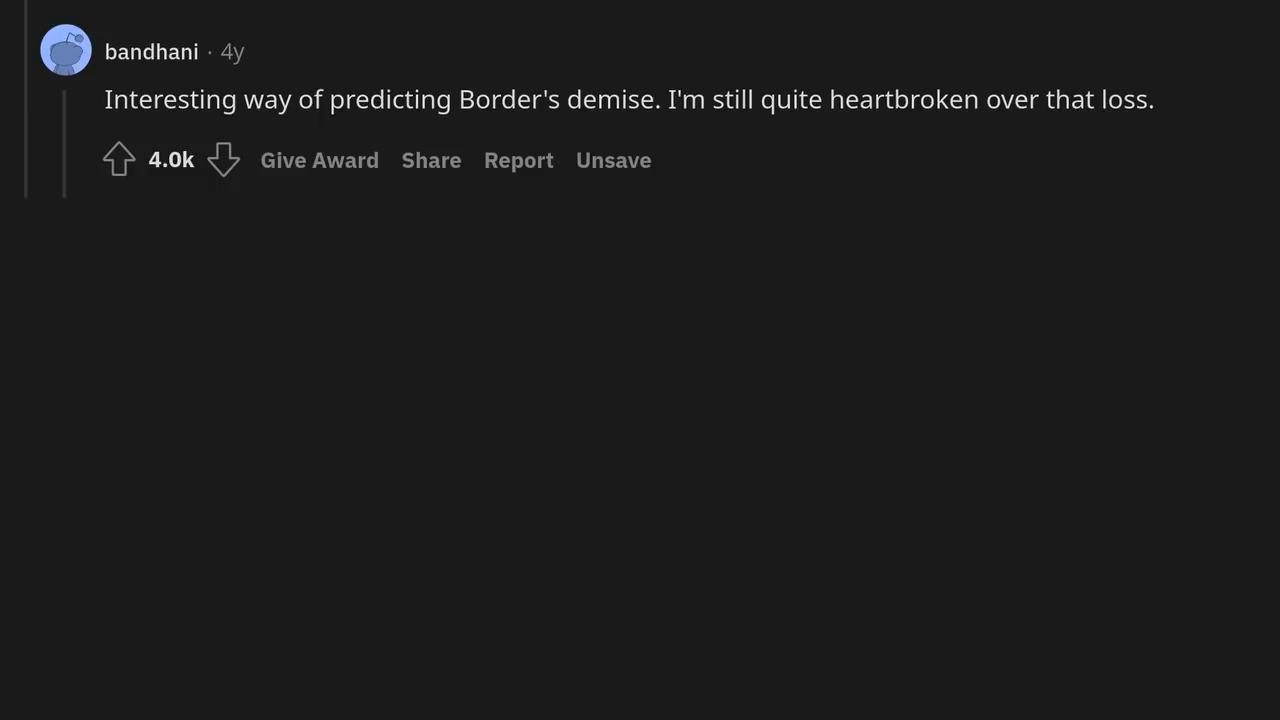 bandhani · 4y
Interesting way of predicting Border's demise. I'm still quite heartbroken over that loss.
4.0k Give Award Share Report Unsave